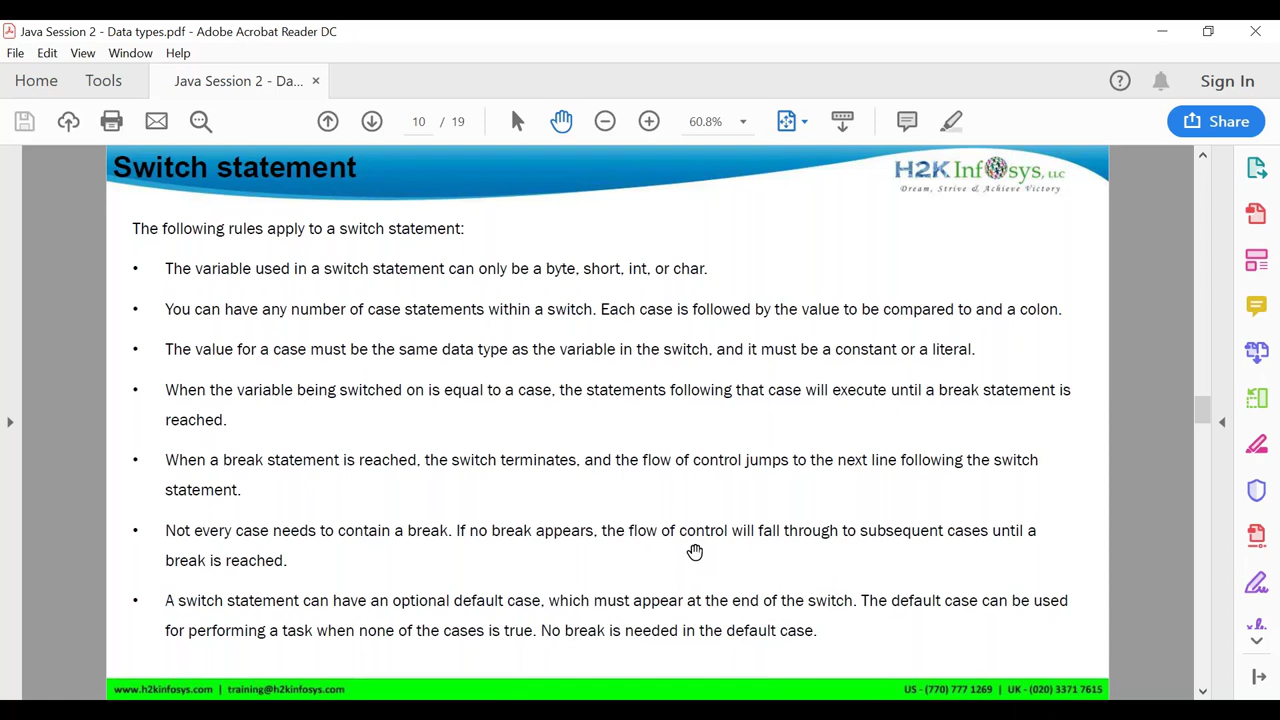 Java Session 2 - Data types.pdf - Adobe Acrobat Reader DC
File Edit View Window Help
Home Tools Java Session 2 - Da... × Sign In
10 / 19 60.8% Share
Switch statement
H2K Infosys, LLC
Dream, Strive & Achieve Victory
The following rules apply to a switch statement:
• The variable used in a switch statement can only be a byte, short, int, or char.
• You can have any number of case statements within a switch. Each case is followed by the value to be compared to and a colon.
• The value for a case must be the same data type as the variable in the switch, and it must be a constant or a literal.
• When the variable being switched on is equal to a case, the statements following that case will execute until a break statement is
reached.
• When a break statement is reached, the switch terminates, and the flow of control jumps to the next line following the switch
statement.
• Not every case needs to contain a break. If no break appears, the flow of control will fall through to subsequent cases until a
break is reached.
• A switch statement can have an optional default case, which must appear at the end of the switch. The default case can be used
for performing a task when none of the cases is true. No break is needed in the default case.
www.h2kinfosys.com | training@h2kinfosys.com US - (770) 777 1269 | UK - (020) 3371 7615